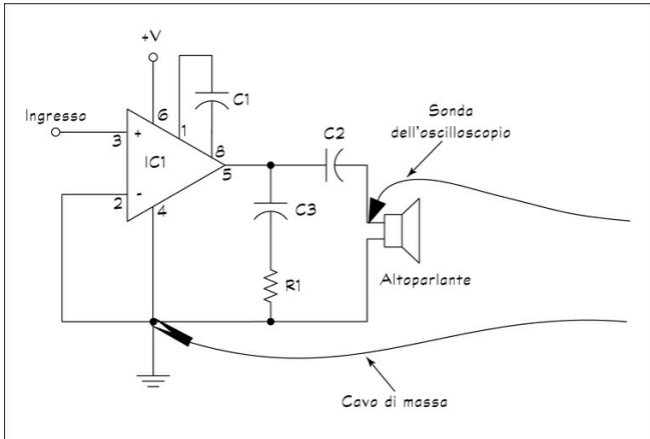 +V
C1
Ingresso
6
1
8
3
+
IC1
5
2
-
4
C2
Sonda
dell'oscilloscopio
C3
R1
Altoparlante
Cavo di massa